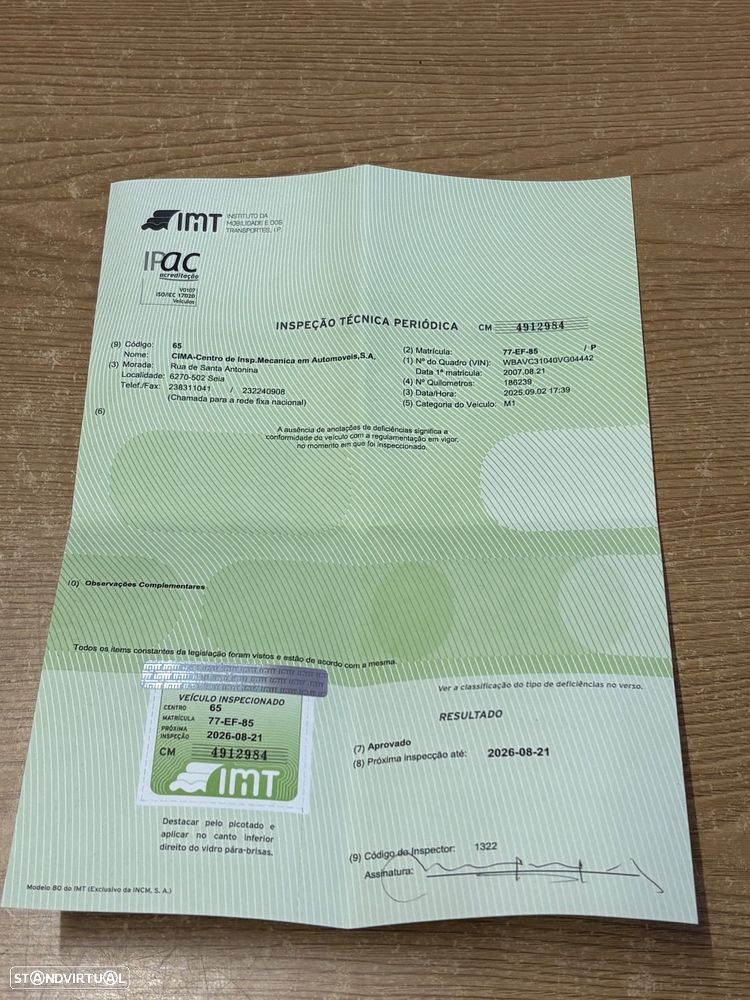 IMT INSTITUTO DA
MOBILIDADE E DOS
TRANSPORTES, I.P.
IPAC
acreditação
V0107
ISO/IEC 17020
Veículos
INSPEÇÃO TÉCNICA PERIÓDICA CM 4912984
(9) Código: 65
Nome: CIMA-Centro de Insp.Mecanica em Automoveis,S.A.
(3) Morada: Rua de Santa Antonina
Localidade: 6270-502 Seia
Telef./Fax: 238311041 / 232240908
(Chamada para a rede fixa nacional)
(2) Matrícula: 77-EF-85 / P
(1) Nº do Quadro (VIN): WBAVC31040VG04442
Data 1ª matrícula: 2007.08.21
(4) Nº Quilometros: 186239
(3) Data/Hora: 2025.09.02 17:39
(5) Categoria do Veículo: M1
(6)
A ausência de anotações de deficiências significa a
conformidade do veículo com a regulamentação em vigor,
no momento em que foi inspeccionado.
(0) Observações Complementares
Todos os itens constantes da legislação foram vistos e estão de acordo com a mesma.
Ver a classificação do tipo de deficiências no verso.
VEÍCULO INSPECIONADO
CENTRO 65
MATRÍCULA 77-EF-85
PRÓXIMA
INSPEÇÃO 2026-08-21
CM 4912984
IMT
Destacar pelo picotado e
aplicar no canto inferior
direito do vidro pára-brisas.
RESULTADO
(7) Aprovado
(8) Próxima inspecção até: 2026-08-21
(9) Código do Inspector: 1322
Assinatura:
Modelo 80 do IMT (Exclusivo da INCM, S. A.)
STANDVIRTUAL